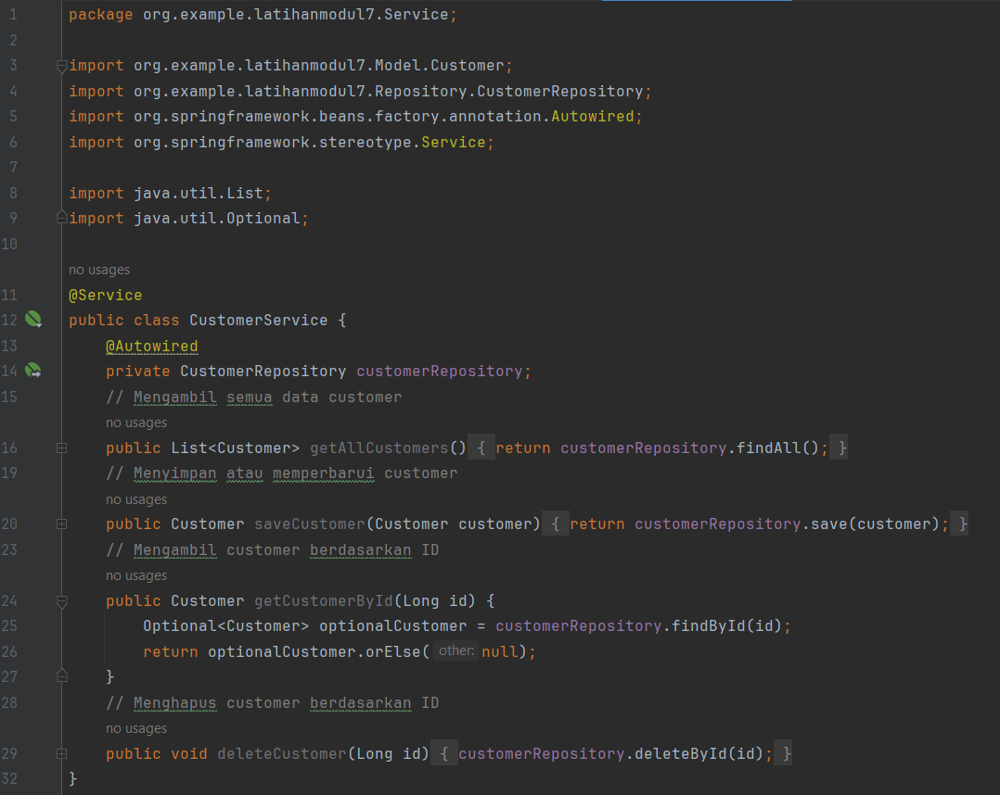 1 package org.example.latihanmodul7.Service;
2
3 import org.example.latihanmodul7.Model.Customer;
4 import org.example.latihanmodul7.Repository.CustomerRepository;
5 import org.springframework.beans.factory.annotation.Autowired;
6 import org.springframework.stereotype.Service;
7
8 import java.util.List;
9 import java.util.Optional;
10
no usages
11 @Service
12 public class CustomerService {
13     @Autowired
14     private CustomerRepository customerRepository;
15     // Mengambil semua data customer
    no usages
16     public List<Customer> getAllCustomers() { return customerRepository.findAll(); }
19     // Menyimpan atau memperbarui customer
    no usages
20     public Customer saveCustomer(Customer customer) { return customerRepository.save(customer); }
23     // Mengambil customer berdasarkan ID
    no usages
24     public Customer getCustomerById(Long id) {
25         Optional<Customer> optionalCustomer = customerRepository.findById(id);
26         return optionalCustomer.orElse( other: null);
27     }
28     // Menghapus customer berdasarkan ID
    no usages
29     public void deleteCustomer(Long id) { customerRepository.deleteById(id); }
32 }